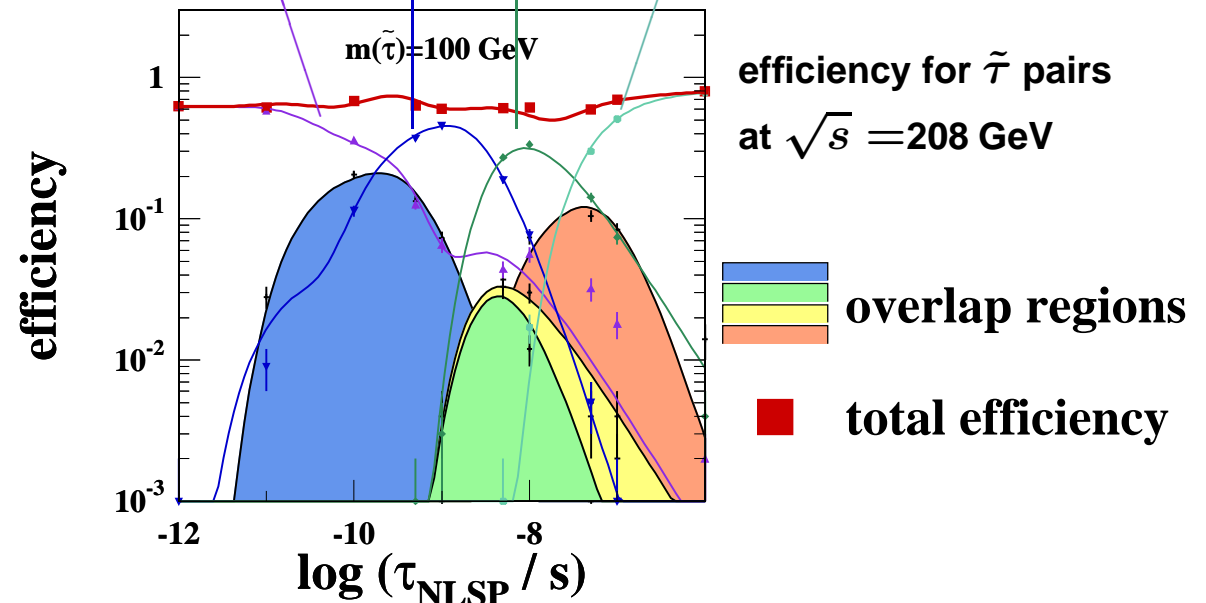 m(τ̃)=100 GeV
efficiency for τ̃ pairs
at √s =208 GeV
efficiency
1
10⁻¹
10⁻²
10⁻³
-12 -10 -8
log (τ_NLSP / s)
overlap regions
total efficiency